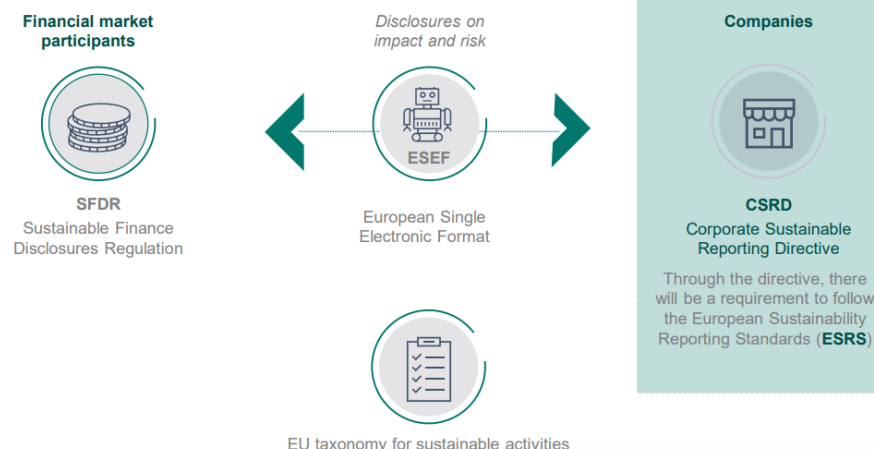 Financial market
participants
SFDR
Sustainable Finance
Disclosures Regulation
Disclosures on
impact and risk
ESEF
European Single
Electronic Format
EU taxonomy for sustainable activities
Companies
CSRD
Corporate Sustainable
Reporting Directive
Through the directive, there
will be a requirement to follow
the European Sustainability
Reporting Standards (ESRS)